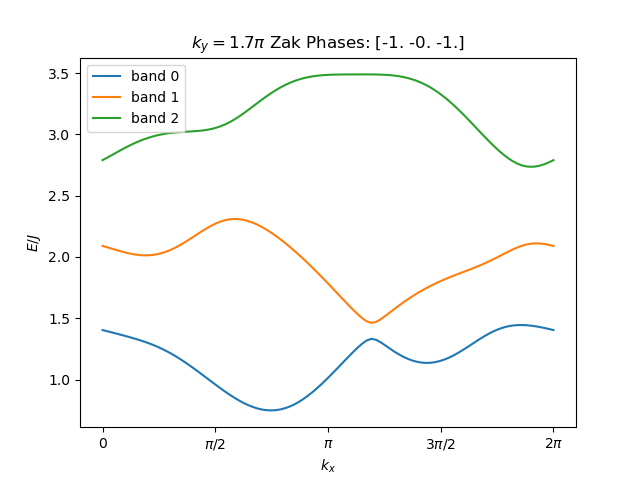 k_y = 1.7π Zak Phases: [-1. -0. -1.]
band 0
band 1
band 2
3.5
3.0
2.5
2.0
1.5
1.0
E/J
0
π/2
π
3π/2
2π
k_x